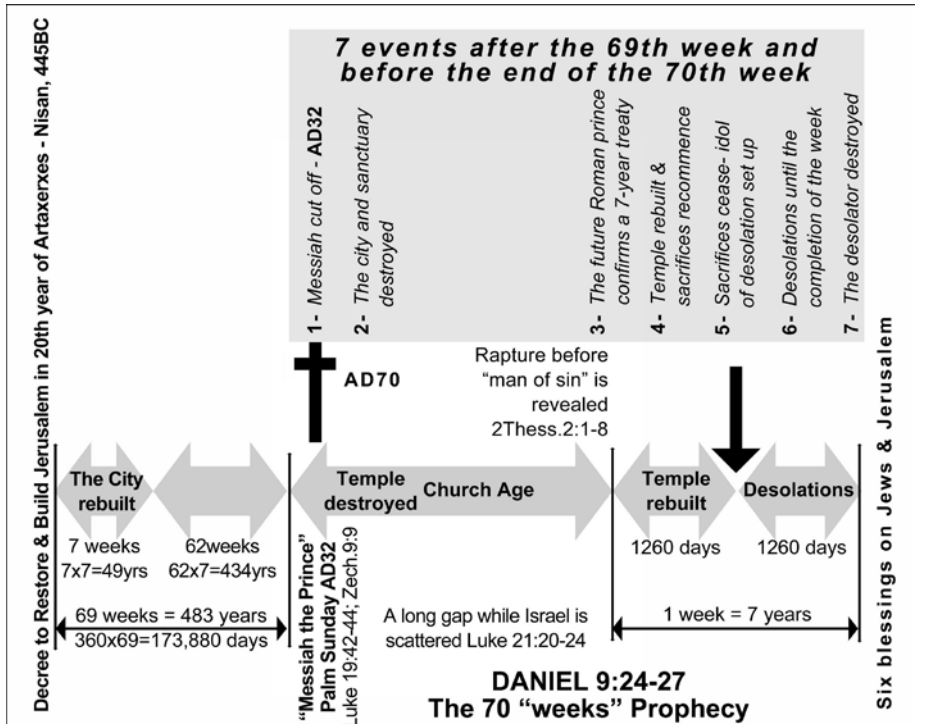 Decree to Restore & Build Jerusalem in 20th year of Artaxerxes - Nisan, 445BC
7 events after the 69th week and
before the end of the 70th week
1- Messiah cut off - AD32
2- The city and sanctuary
destroyed
3- The future Roman prince
confirms a 7-year treaty
4- Temple rebuilt &
sacrifices recommence
5- Sacrifices cease- idol
of desolation set up
6- Desolations until the
completion of the week
7- The desolator destroyed
AD70
Rapture before
“man of sin” is
revealed
2Thess.2:1-8
The City
rebuilt
Temple
destroyed
Church Age
Temple
rebuilt
Desolations
7 weeks
7x7=49yrs
62weeks
62x7=434yrs
1260 days
1260 days
69 weeks = 483 years
360x69=173,880 days
“Messiah the Prince”
Palm Sunday AD32
Luke 19:42-44; Zech.9:9
A long gap while Israel is
scattered Luke 21:20-24
1 week = 7 years
DANIEL 9:24-27
The 70 “weeks” Prophecy
Six blessings on Jews & Jerusalem